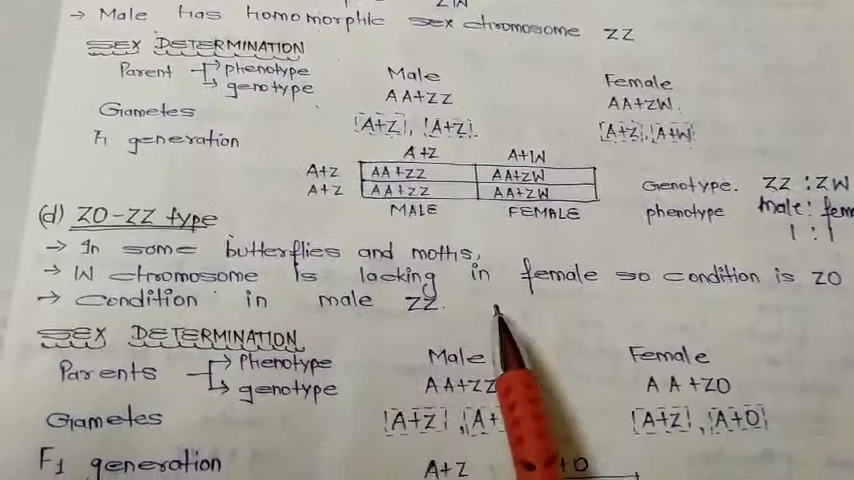 ZW
→ Male has homomorphic sex chromosome ZZ
SEX DETERMINATION
Parent → phenotype Male Female
→ genotype AA+ZZ AA+ZW
Gametes [A+Z], [A+Z] [A+Z], [A+W]
F1 generation
A+Z A+W
A+Z AA+ZZ AA+ZW
A+Z AA+ZZ AA+ZW
MALE FEMALE
Genotype. ZZ : ZW
phenotype male:
1 : 1
(d) ZO-ZZ type
→ In some butterflies and moths,
→ W chromosome is lacking in female so condition is ZO
→ condition in male ZZ.
SEX DETERMINATION
Parents → Phenotype Male Female
→ genotype AA+ZZ AA+ZO
Gametes [A+Z], [A+ [A+Z], [A+O]
F1 generation A+Z +O